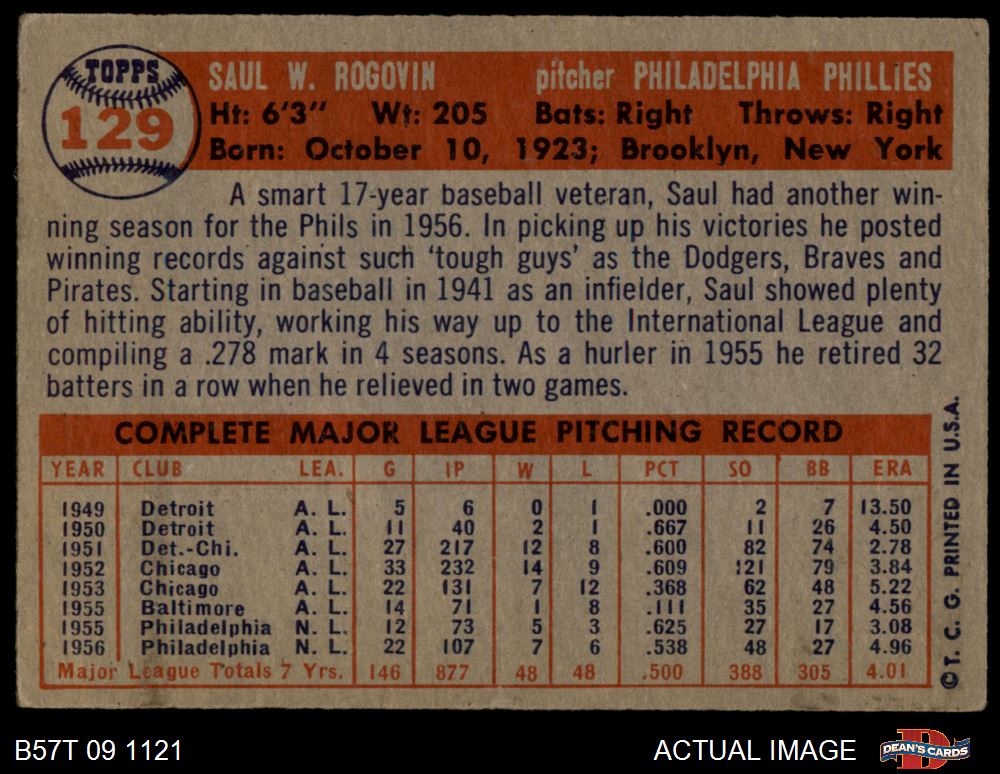 TOPPS
129
SAUL W. ROGOVIN pitcher PHILADELPHIA PHILLIES
Ht: 6'3" Wt: 205 Bats: Right Throws: Right
Born: October 10, 1923; Brooklyn, New York
A smart 17-year baseball veteran, Saul had another win-
ning season for the Phils in 1956. In picking up his victories he posted
winning records against such 'tough guys' as the Dodgers, Braves and
Pirates. Starting in baseball in 1941 as an infielder, Saul showed plenty
of hitting ability, working his way up to the International League and
compiling a .278 mark in 4 seasons. As a hurler in 1955 he retired 32
batters in a row when he relieved in two games.
COMPLETE MAJOR LEAGUE PITCHING RECORD
YEAR CLUB LEA. G IP W L PCT SO BB ERA
1949 Detroit A. L. 5 6 0 1 .000 2 7 13.50
1950 Detroit A. L. 11 40 2 1 .667 11 26 4.50
1951 Det.-Chi. A. L. 27 217 12 8 .600 82 74 2.78
1952 Chicago A. L. 33 232 14 9 .609 121 79 3.84
1953 Chicago A. L. 22 131 7 12 .368 62 48 5.22
1955 Baltimore A. L. 14 71 1 8 .111 35 27 4.56
1955 Philadelphia N. L. 12 73 5 3 .625 27 17 3.08
1956 Philadelphia N. L. 22 107 7 6 .538 48 27 4.96
Major League Totals 7 Yrs. 146 877 48 48 .500 388 305 4.01
©T. C. G. PRINTED IN U.S.A.
B57T 09 1121 ACTUAL IMAGE DEAN'S CARDS